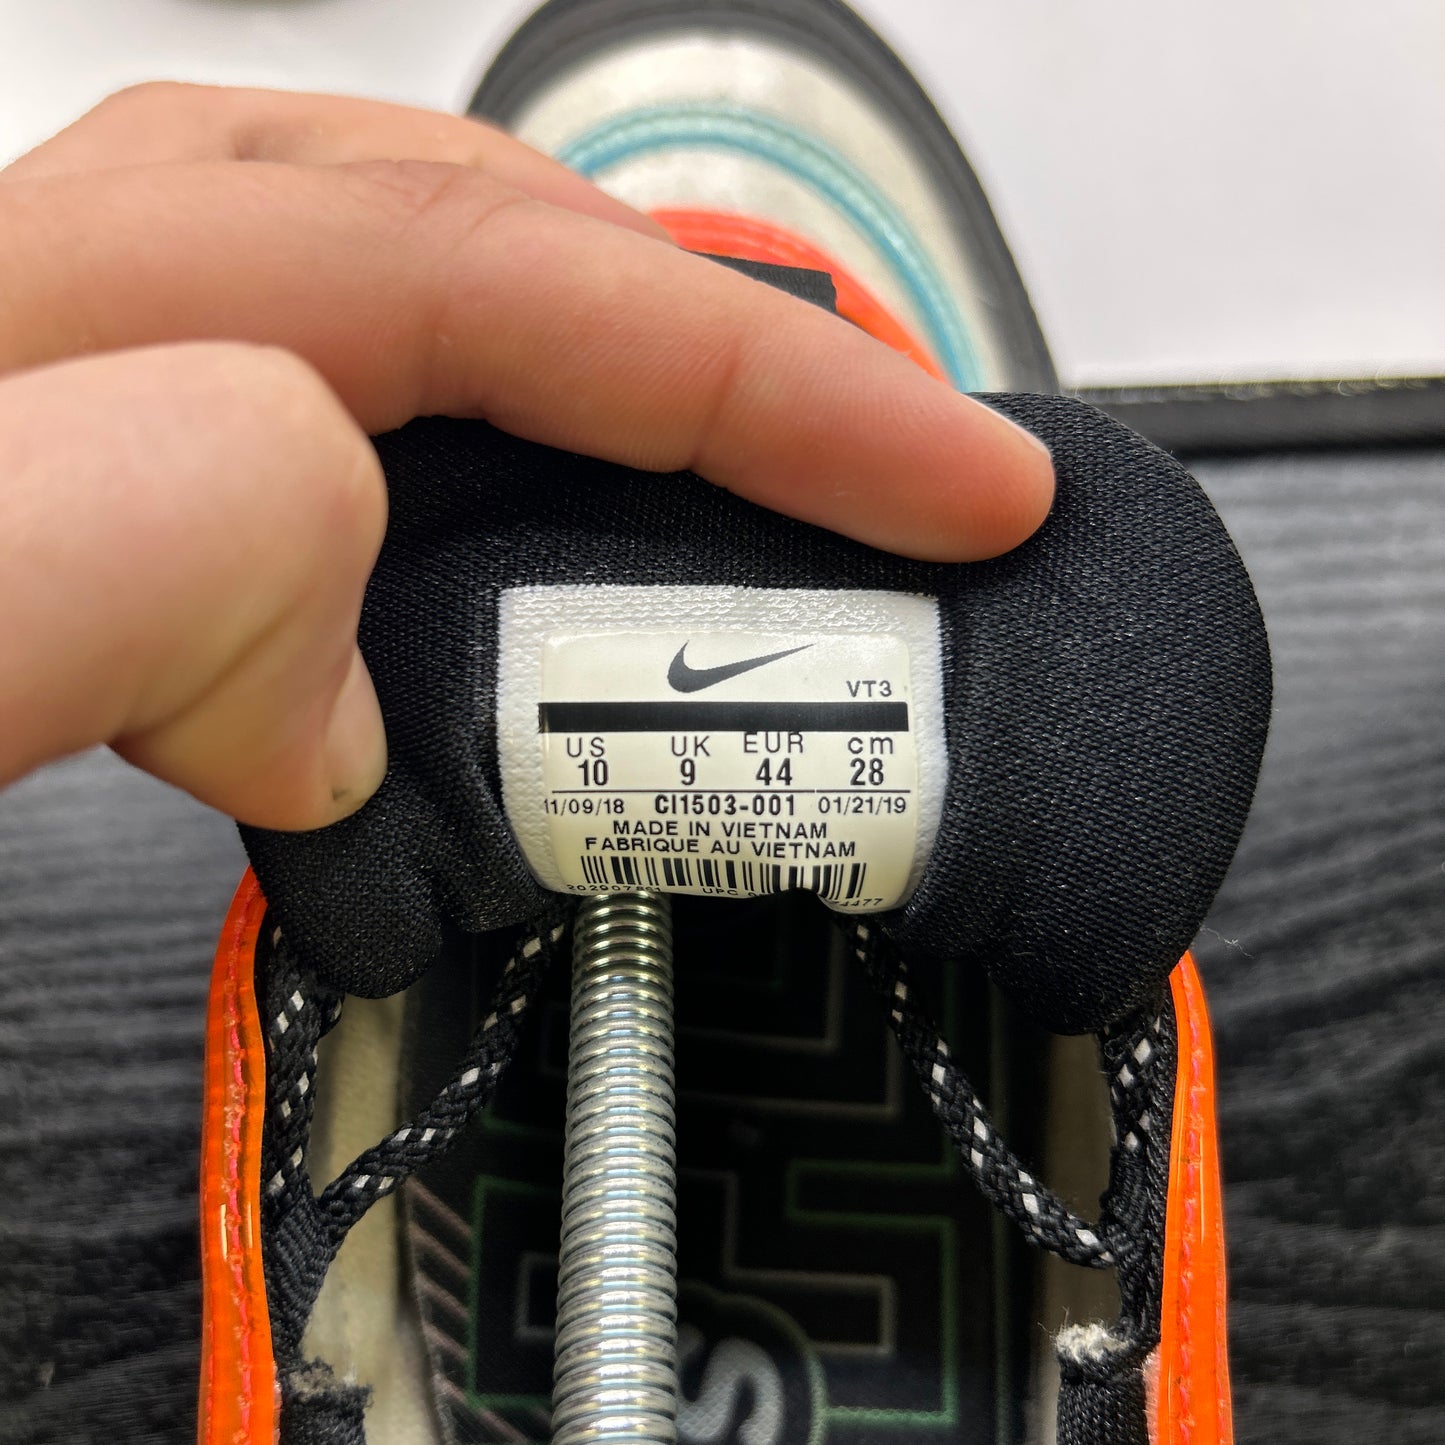 VT3
US UK EUR cm
10 9 44 28
11/09/18 CI1503-001 01/21/19
MADE IN VIETNAM
FABRIQUE AU VIETNAM
UPC